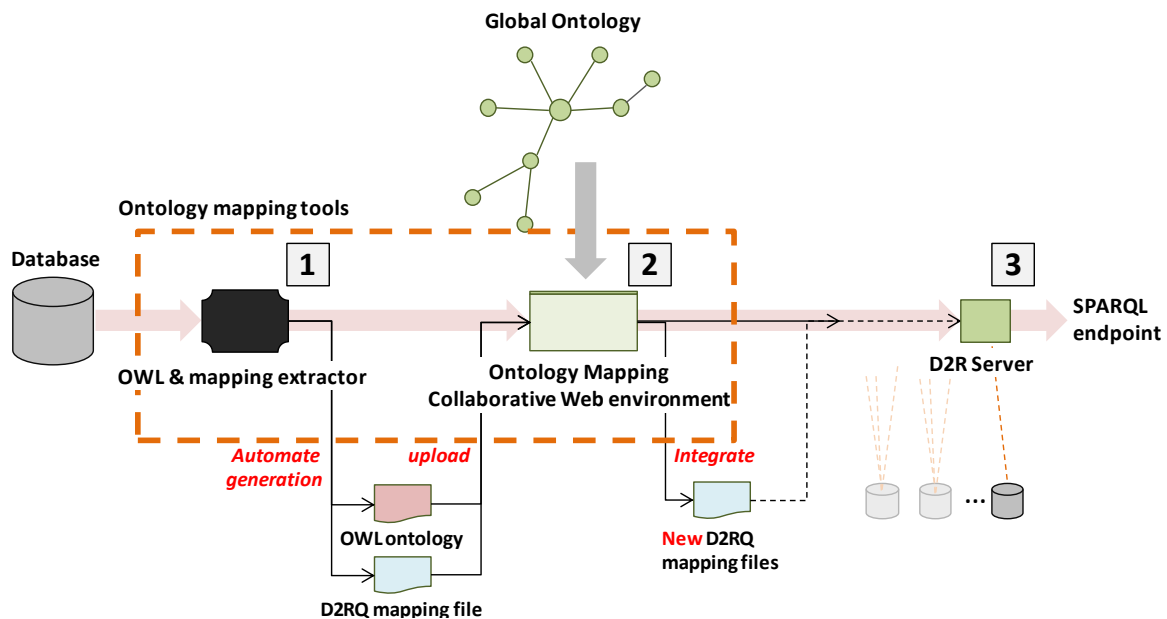 Global Ontology
Ontology mapping tools
Database
1
2
3
SPARQL
endpoint
OWL & mapping extractor
Ontology Mapping
Collaborative Web environment
D2R Server
Automate
generation
upload
Integrate
...
OWL ontology
New D2RQ
mapping files
D2RQ mapping file